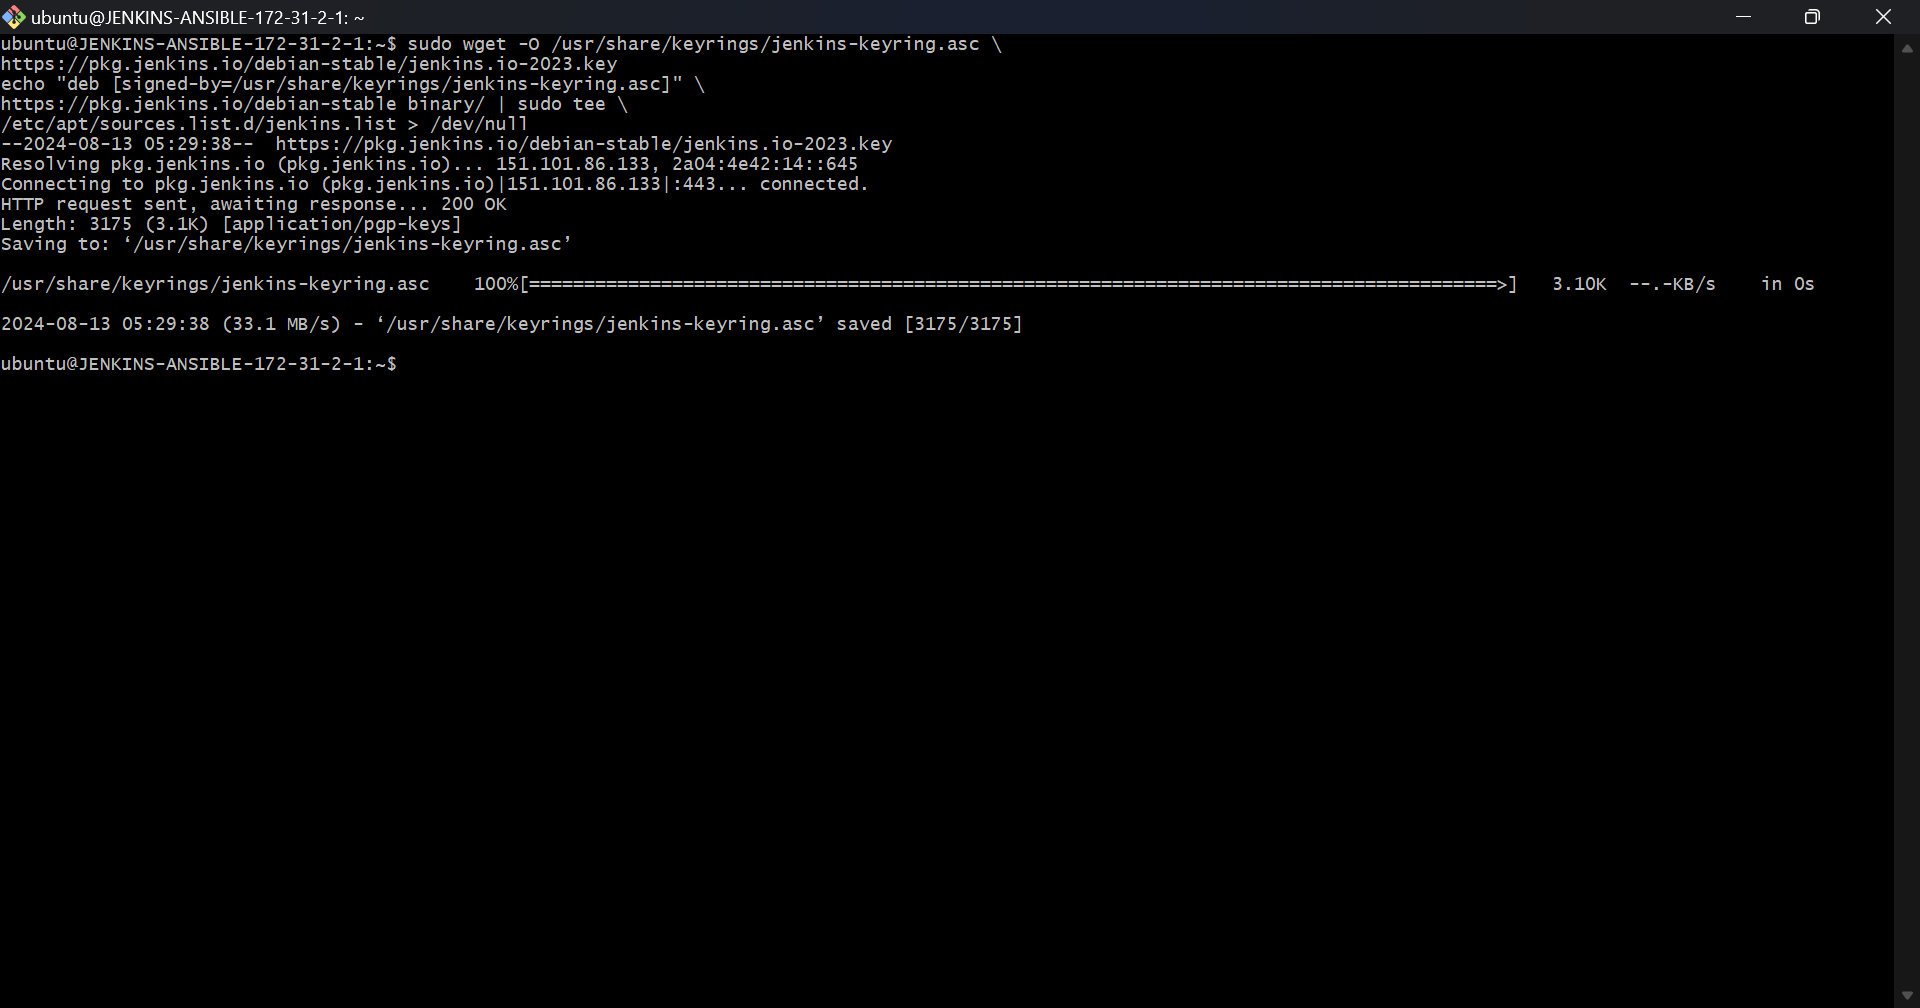 ubuntu@JENKINS-ANSIBLE-172-31-2-1: ~
ubuntu@JENKINS-ANSIBLE-172-31-2-1:~$ sudo wget -O /usr/share/keyrings/jenkins-keyring.asc \
https://pkg.jenkins.io/debian-stable/jenkins.io-2023.key
echo "deb [signed-by=/usr/share/keyrings/jenkins-keyring.asc]" \
https://pkg.jenkins.io/debian-stable binary/ | sudo tee \
/etc/apt/sources.list.d/jenkins.list > /dev/null
--2024-08-13 05:29:38--  https://pkg.jenkins.io/debian-stable/jenkins.io-2023.key
Resolving pkg.jenkins.io (pkg.jenkins.io)... 151.101.86.133, 2a04:4e42:14::645
Connecting to pkg.jenkins.io (pkg.jenkins.io)|151.101.86.133|:443... connected.
HTTP request sent, awaiting response... 200 OK
Length: 3175 (3.1K) [application/pgp-keys]
Saving to: ‘/usr/share/keyrings/jenkins-keyring.asc’
/usr/share/keyrings/jenkins-keyring.asc    100%[========================================================================================>]   3.10K  --.-KB/s    in 0s
2024-08-13 05:29:38 (33.1 MB/s) - ‘/usr/share/keyrings/jenkins-keyring.asc’ saved [3175/3175]
ubuntu@JENKINS-ANSIBLE-172-31-2-1:~$